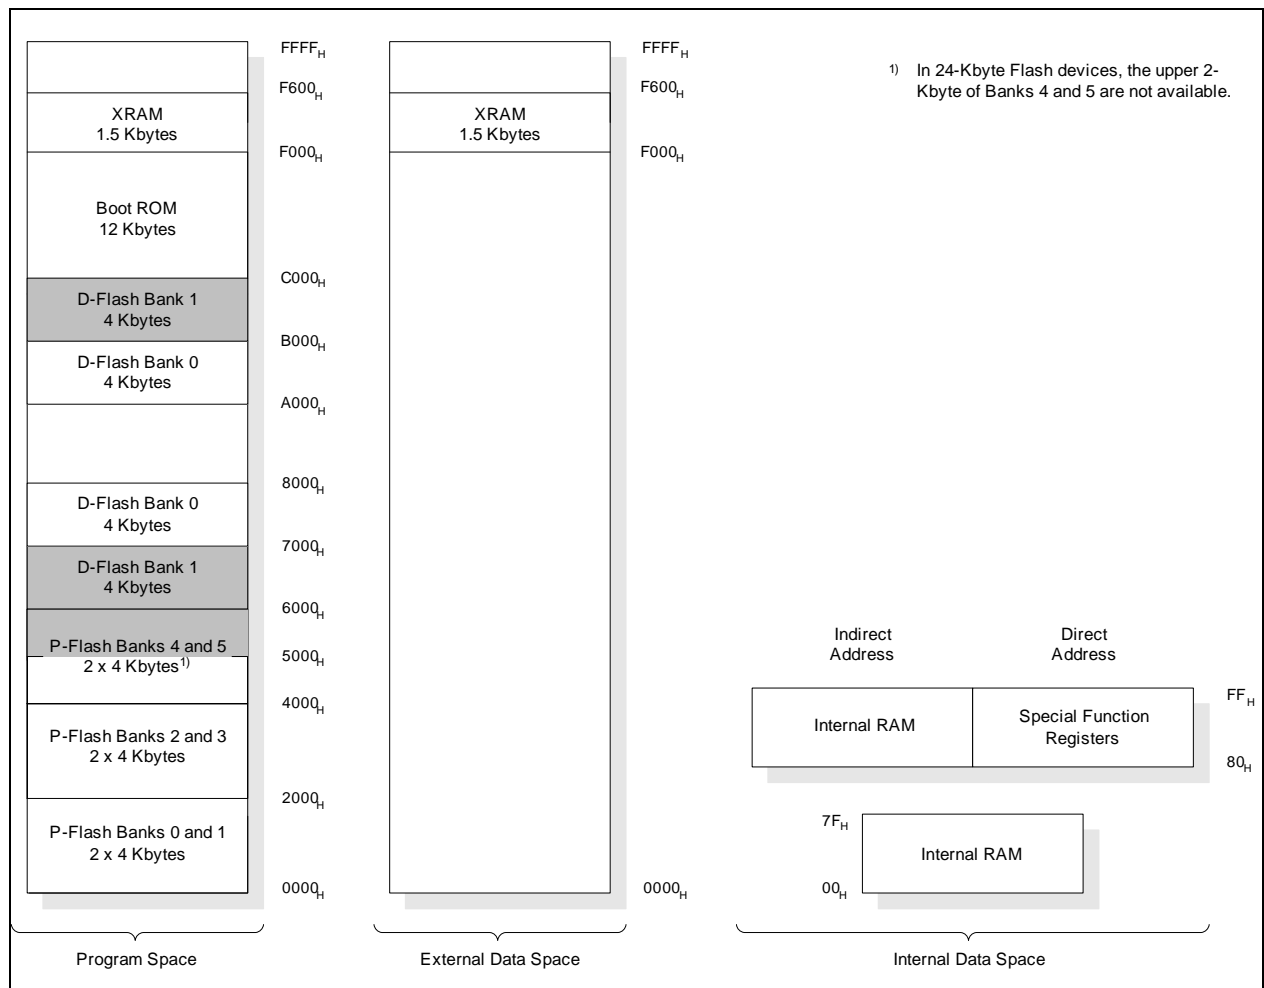 FFFFH
F600H
XRAM
1.5 Kbytes
F000H
Boot ROM
12 Kbytes
C000H
D-Flash Bank 1
4 Kbytes
B000H
D-Flash Bank 0
4 Kbytes
A000H
8000H
D-Flash Bank 0
4 Kbytes
7000H
D-Flash Bank 1
4 Kbytes
6000H
P-Flash Banks 4 and 5
2 x 4 Kbytes1)
5000H
4000H
P-Flash Banks 2 and 3
2 x 4 Kbytes
2000H
P-Flash Banks 0 and 1
2 x 4 Kbytes
0000H
Program Space
FFFFH
F600H
XRAM
1.5 Kbytes
F000H
0000H
External Data Space
1) In 24-Kbyte Flash devices, the upper 2-
Kbyte of Banks 4 and 5 are not available.
Indirect
Address
Direct
Address
Internal RAM
Special Function
Registers
FFH
80H
7FH
Internal RAM
00H
Internal Data Space